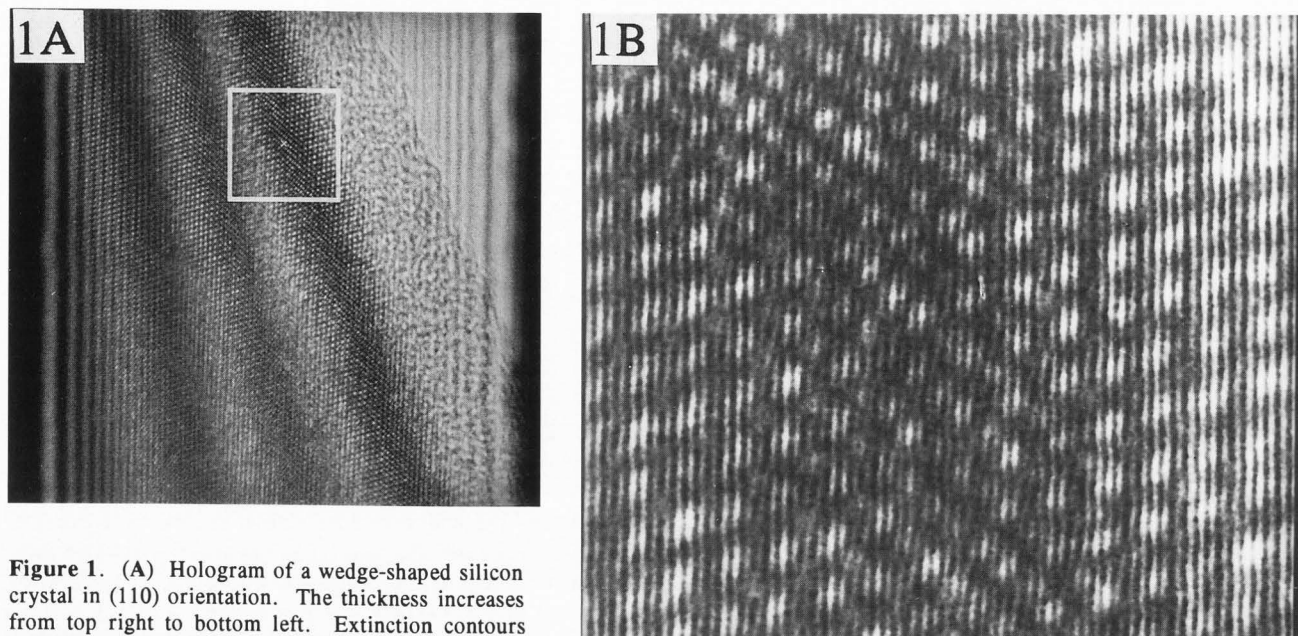 1A
1B
Figure 1. (A) Hologram of a wedge-shaped silicon
crystal in (110) orientation. The thickness increases
from top right to bottom left. Extinction contours